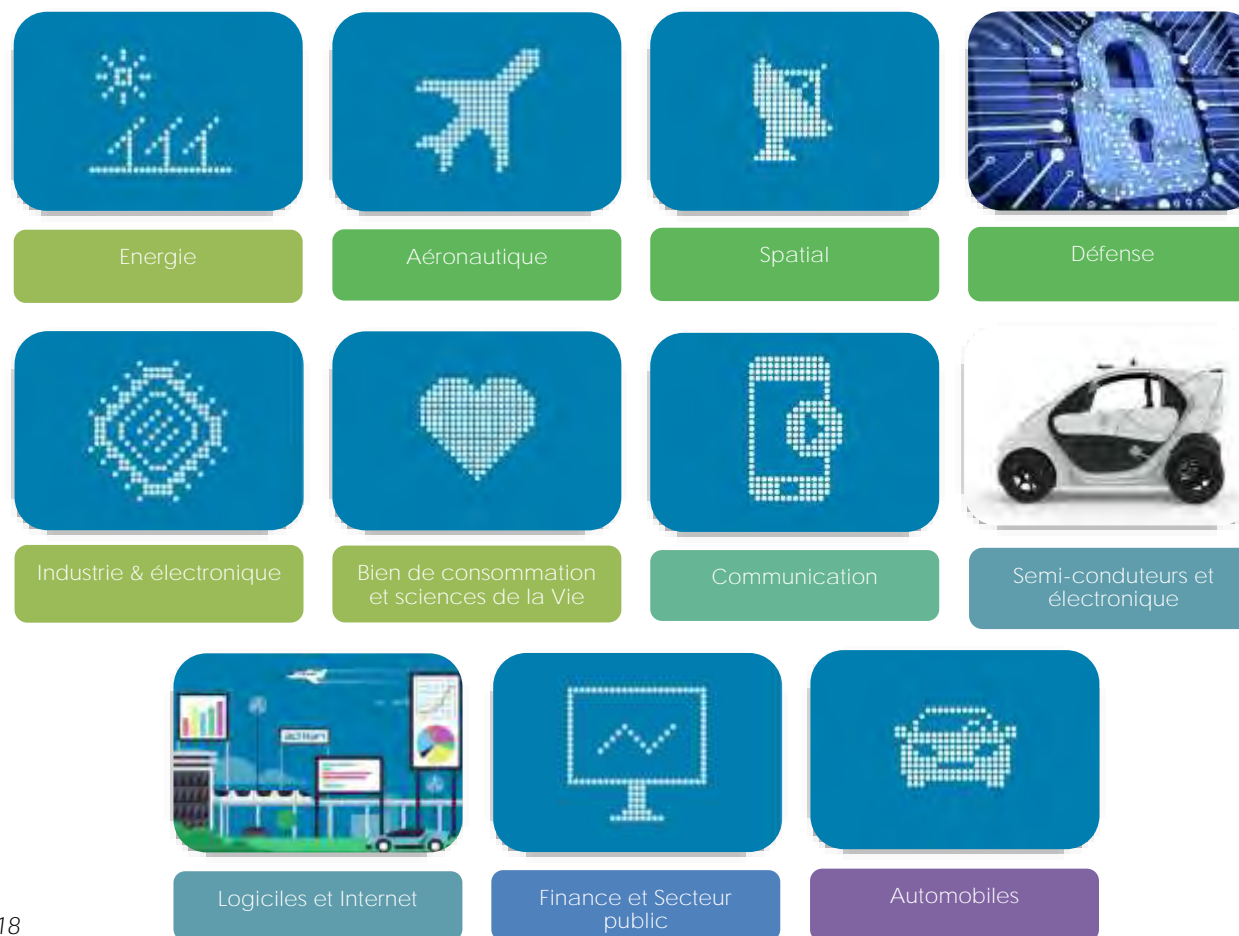 Energie
Aéronautique
Spatial
Défense
Industrie & électronique
Bien de consommation
et sciences de la Vie
Communication
Semi-conduteurs et
électronique
Logiciles et Internet
Finance et Secteur
public
Automobiles
18